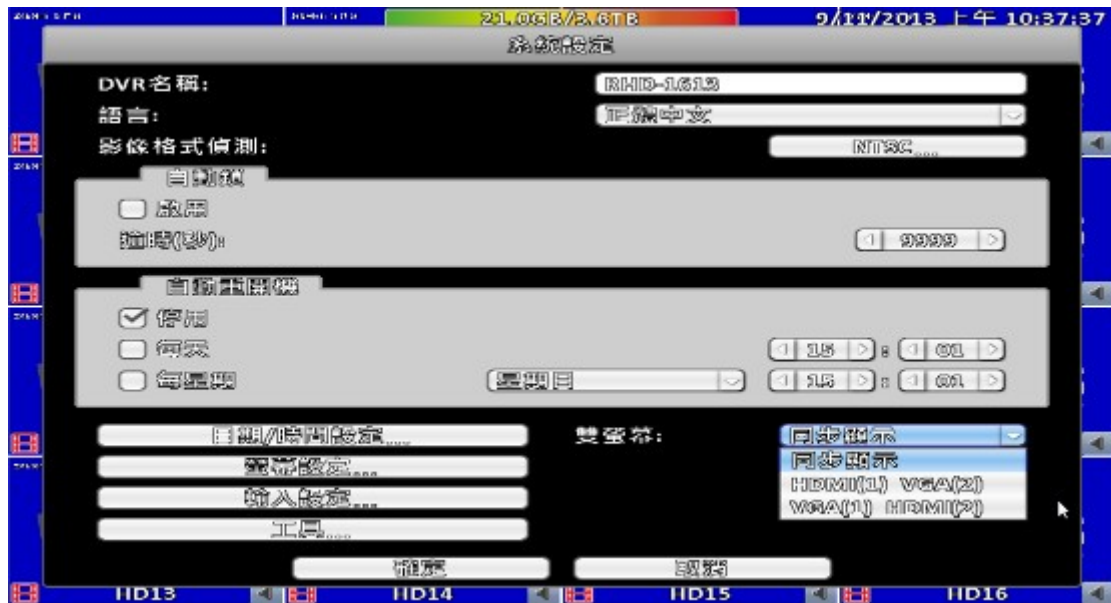 21.0GB/3.6TB 9/11/2013 上午 10:37:37
系統設定
DVR名稱: RHD-1613
語言: 正體中文
影像格式偵測: NTSC...
自動鎖
啟用
逾時(秒): 9999
自動重開機
停用
每天 15 : 01
每星期 星期日 15 : 01
日期/時間設定... 雙螢幕: 同步顯示
螢幕設定... 同步顯示
輸入設定... HDMI(1) VGA(2)
工具... VGA(1) HDMI(2)
確定 取消
HD13 HD14 HD15 HD16